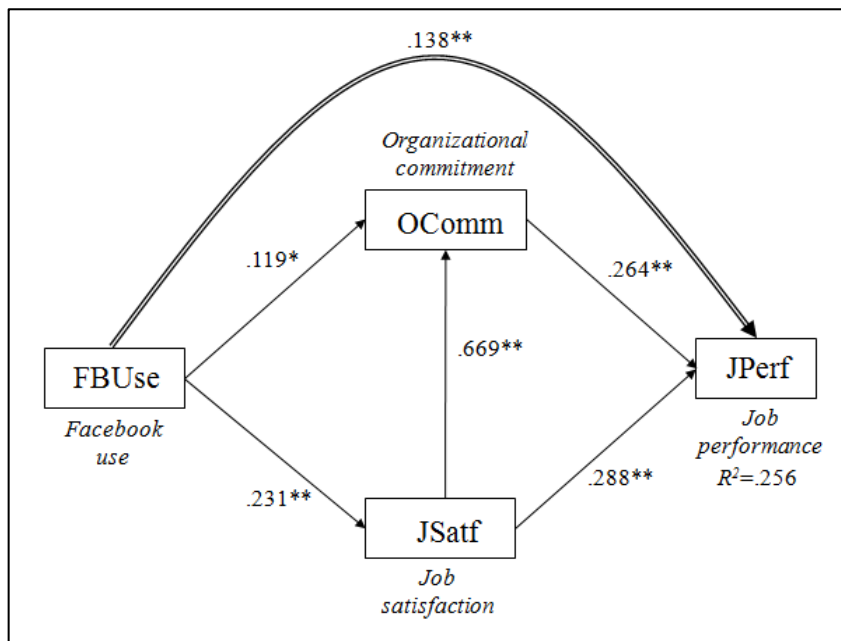 .138**
Organizational
commitment
OComm
.119*
.264**
.669**
FBUse
JPerf
Facebook
use
Job
performance
R²=.256
.231**
.288**
JSatf
Job
satisfaction